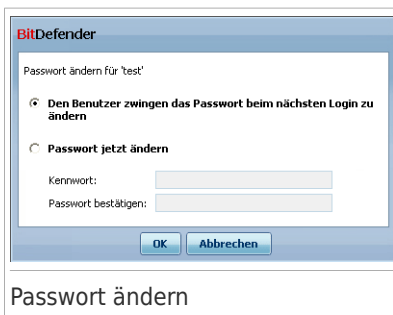 BitDefender
Passwort ändern für 'test'
Den Benutzer zwingen das Passwort beim nächsten Login zu
ändern
Passwort jetzt ändern
Kennwort:
Passwort bestätigen:
OK Abbrechen
Passwort ändern